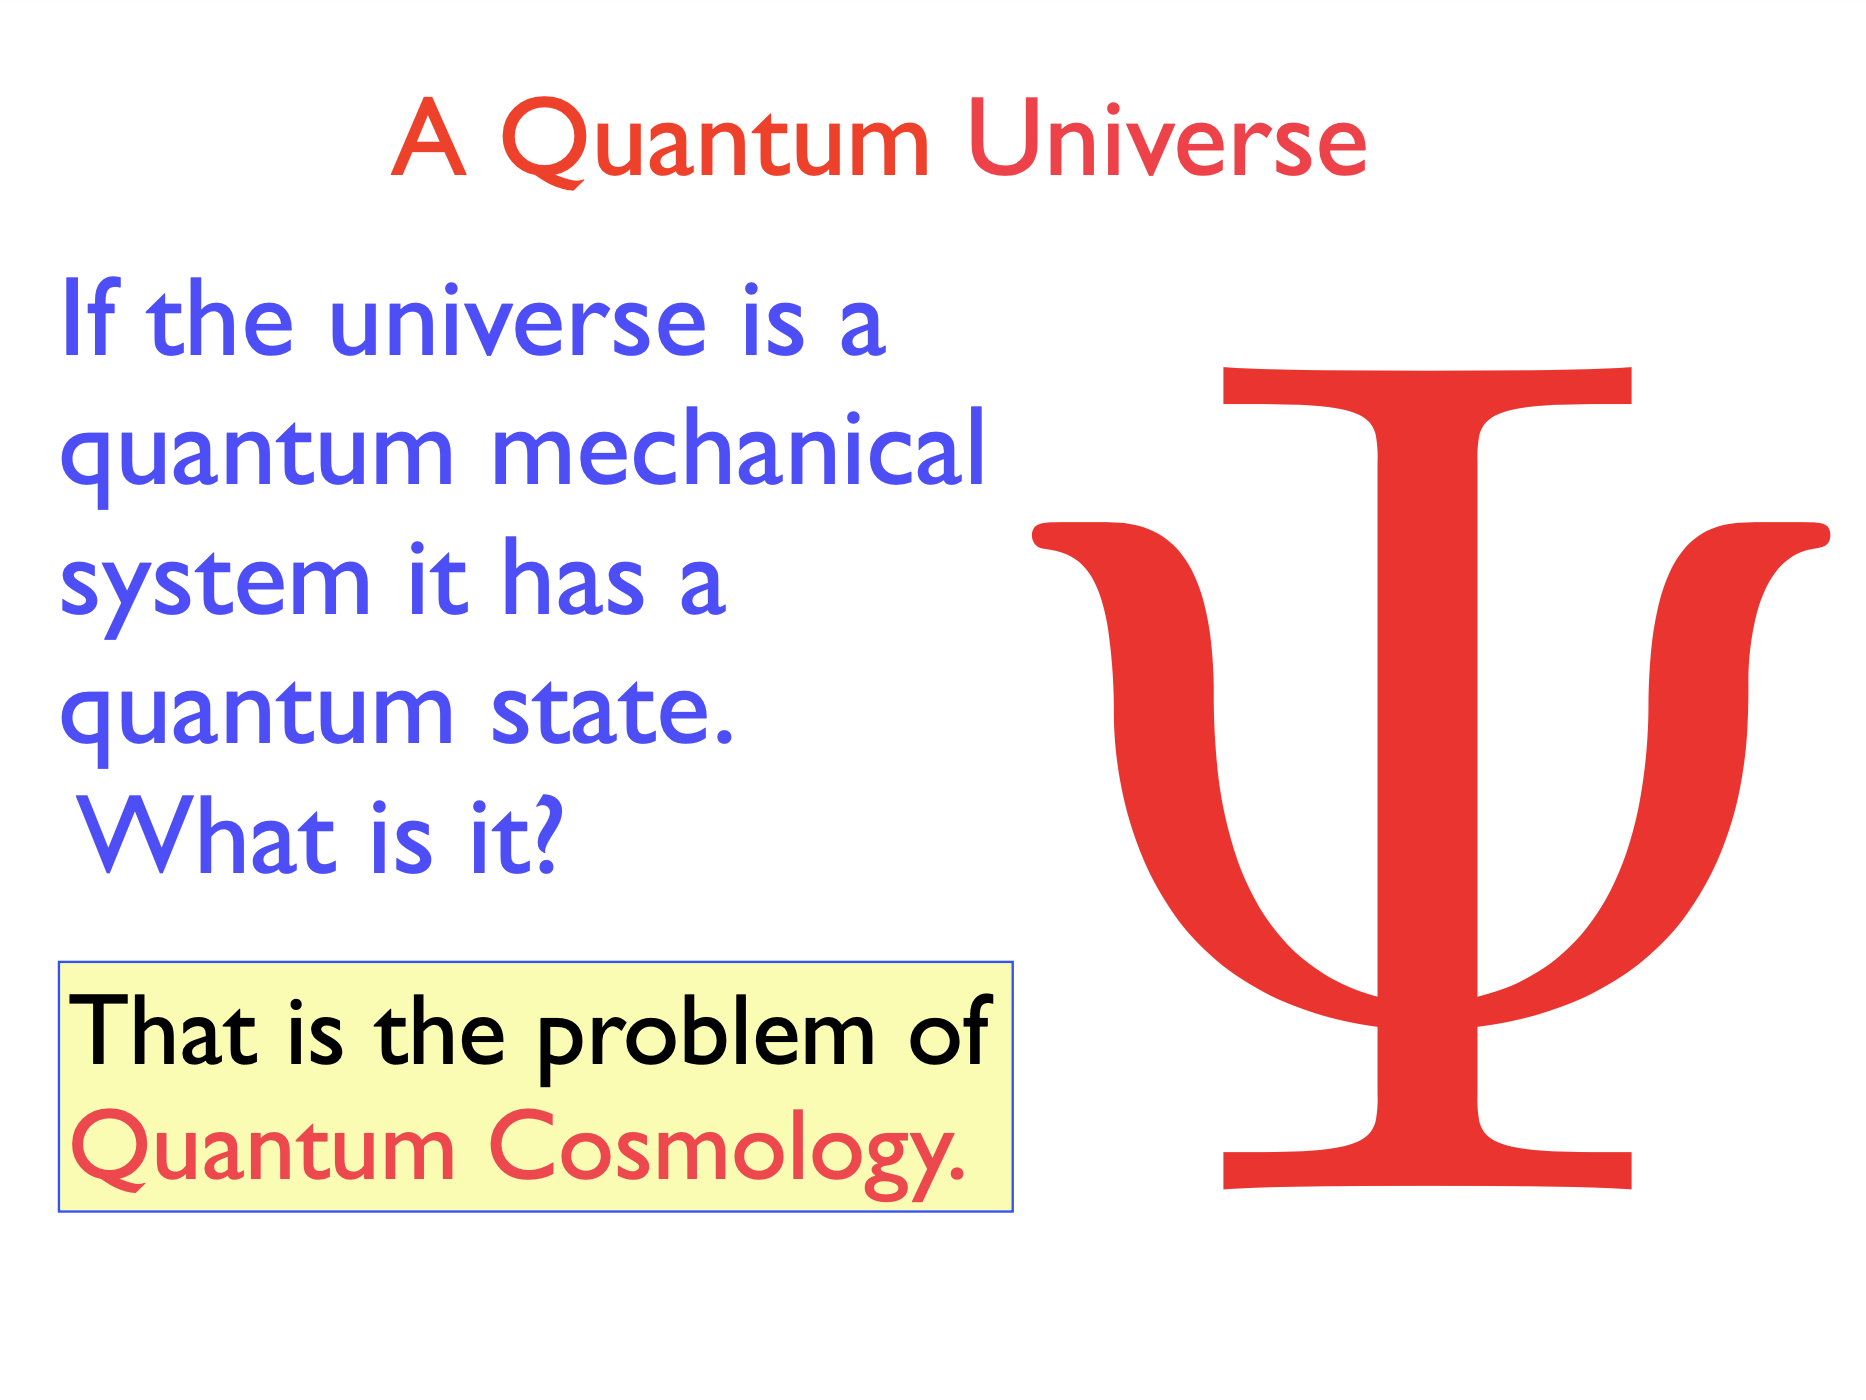 A Quantum Universe
If the universe is a
quantum mechanical
system it has a
quantum state.
What is it?
Ψ
That is the problem of
Quantum Cosmology.